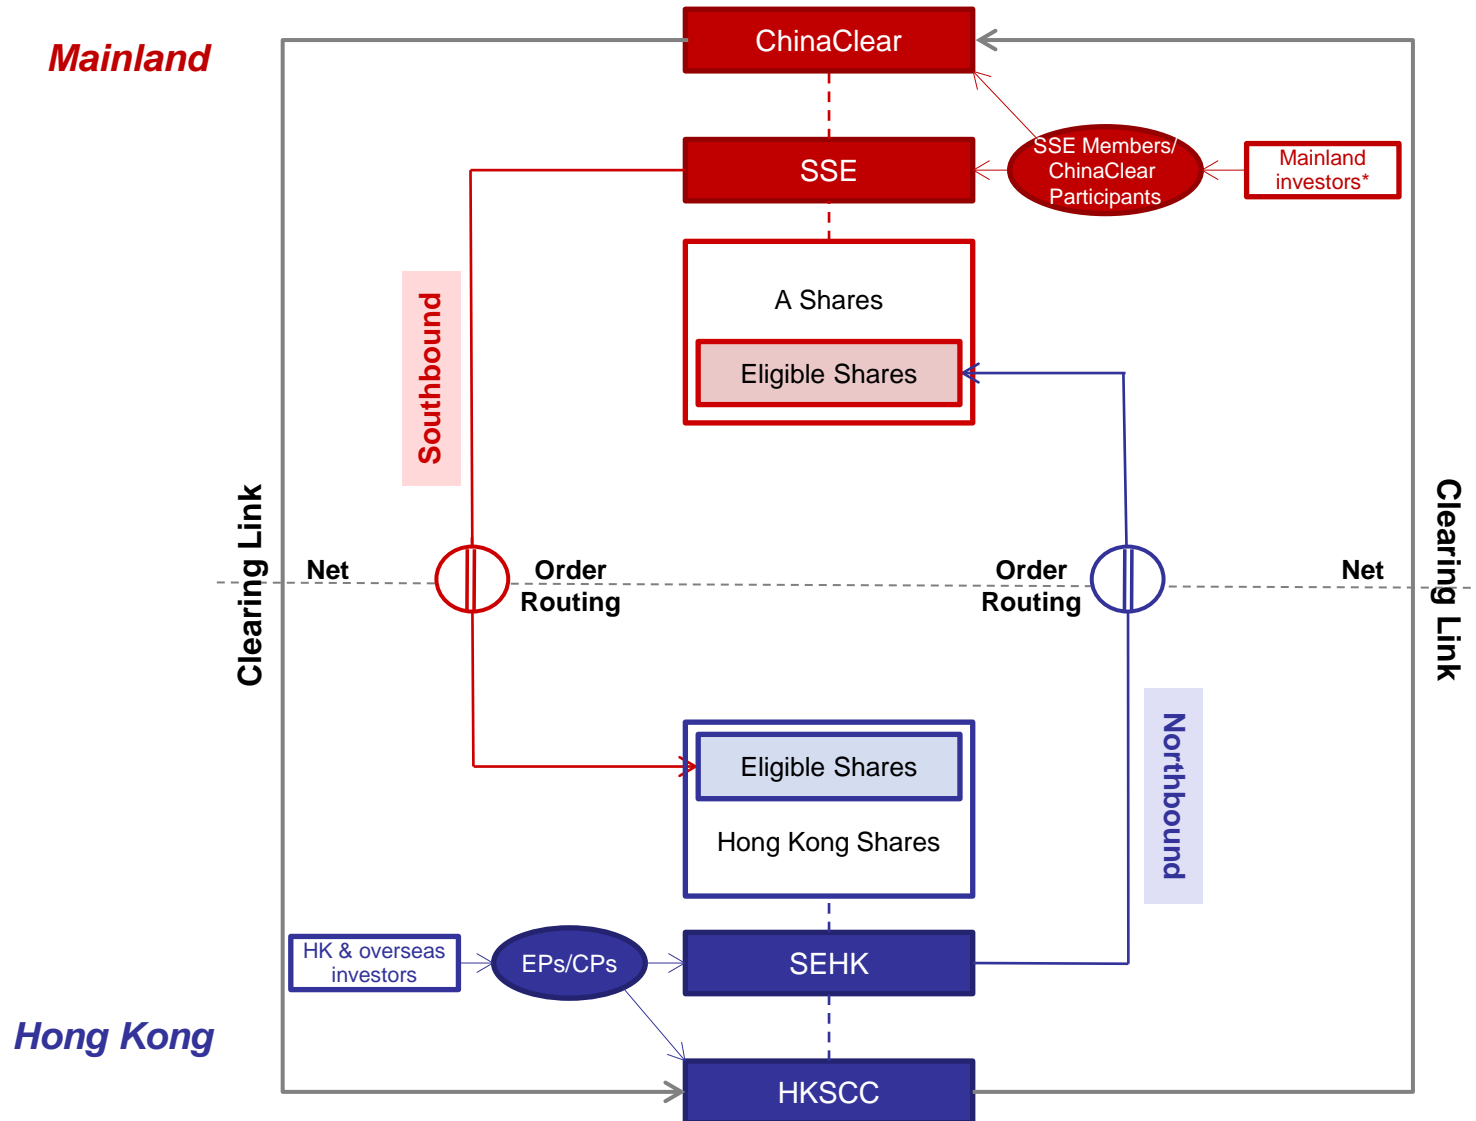 ChinaClear
Mainland
SSE Members/
ChinaClear
Participants
Mainland
investors*
SSE
A Shares
Eligible Shares
Southbound
Clearing Link
Net
Order
Routing
Order
Routing
Net
Clearing Link
Eligible Shares
Hong Kong Shares
Northbound
HK & overseas
investors
EPs/CPs
SEHK
Hong Kong
HKSCC